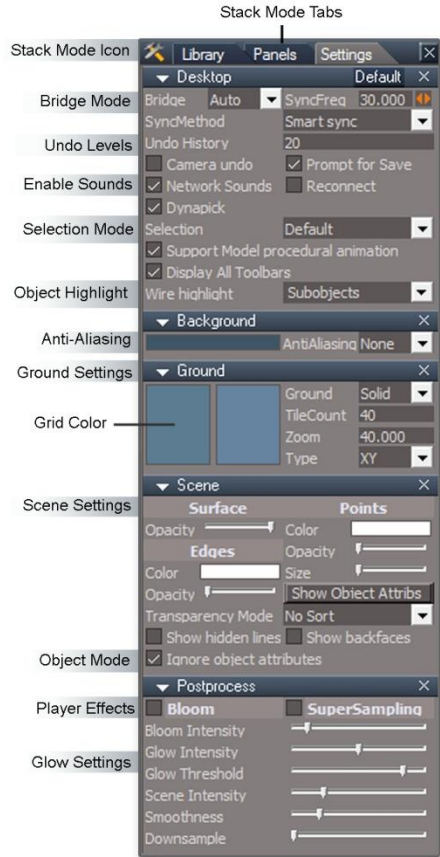 Stack Mode Tabs
Stack Mode Icon Library Panels Settings
Desktop Default
Bridge Mode Bridge Auto SyncFreq 30.000
SyncMethod Smart sync
Undo Levels Undo History 20
Camera undo Prompt for Save
Enable Sounds Network Sounds Reconnect
Dynapick
Selection Mode Selection Default
Support Model procedural animation
Display All Toolbars
Object Highlight Wire highlight Subobjects
Background
Anti-Aliasing AntiAliasing None
Ground Settings Ground
Ground Solid
Grid Color TileCount 40
Zoom 40.000
Type XY
Scene
Scene Settings Surface Points
Opacity Color
Edges Opacity
Color Size
Opacity Show Object Attribs
Transparency Mode No Sort
Show hidden lines Show backfaces
Object Mode Ignore object attributes
Postprocess
Player Effects Bloom SuperSampling
Bloom Intensity
Glow Settings Glow Intensity
Glow Threshold
Scene Intensity
Smoothness
Downsample